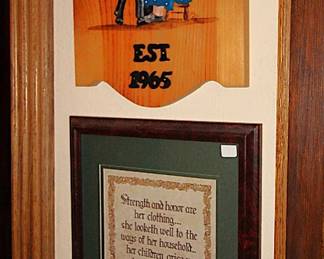 EST
1965
Strength and honor are
her clothing....
she looketh well to the
ways of her household...
her children arise